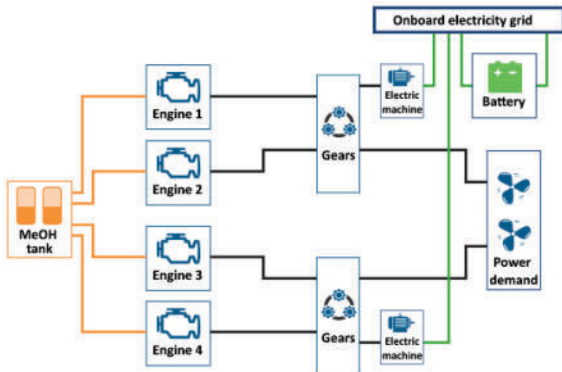 Onboard electricity grid
Engine 1
Electric
machine
Battery
Gears
Engine 2
MeOH
tank
Engine 3
Power
demand
Gears
Engine 4
Electric
machine